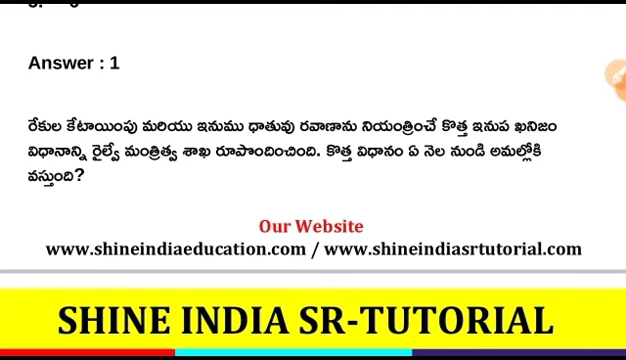 Answer : 1
రేకుల కేటాయింపు మరియు ఇనుము ధాతువు రవాణాను నియంత్రించే కొత్త ఇనుప ఖనిజం
విధానాన్ని రైల్వే మంత్రిత్వ శాఖ రూపొందించింది. కొత్త విధానం ఏ నెల నుండి అమల్లోకి
వస్తుంది?
Our Website
www.shineindiaeducation.com / www.shineindiasrtutorial.com
SHINE INDIA SR-TUTORIAL